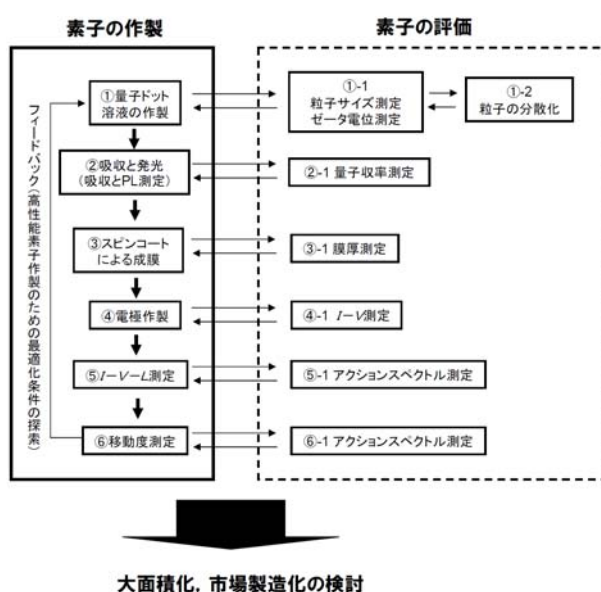 素子の作製
素子の評価
フィードバック(高性能素子作製のための最適化条件の探索)
①量子ドット
溶液の作製
①-1
粒子サイズ測定
ゼータ電位測定
①-2
粒子の分散化
②吸収と発光
(吸収とPL測定)
②-1 量子収率測定
③スピンコート
による成膜
③-1 膜厚測定
④電極作製
④-1 I-V測定
⑤I-V-L測定
⑤-1 アクションスペクトル測定
⑥移動度測定
⑥-1 アクションスペクトル測定
大面積化, 市場製造化の検討